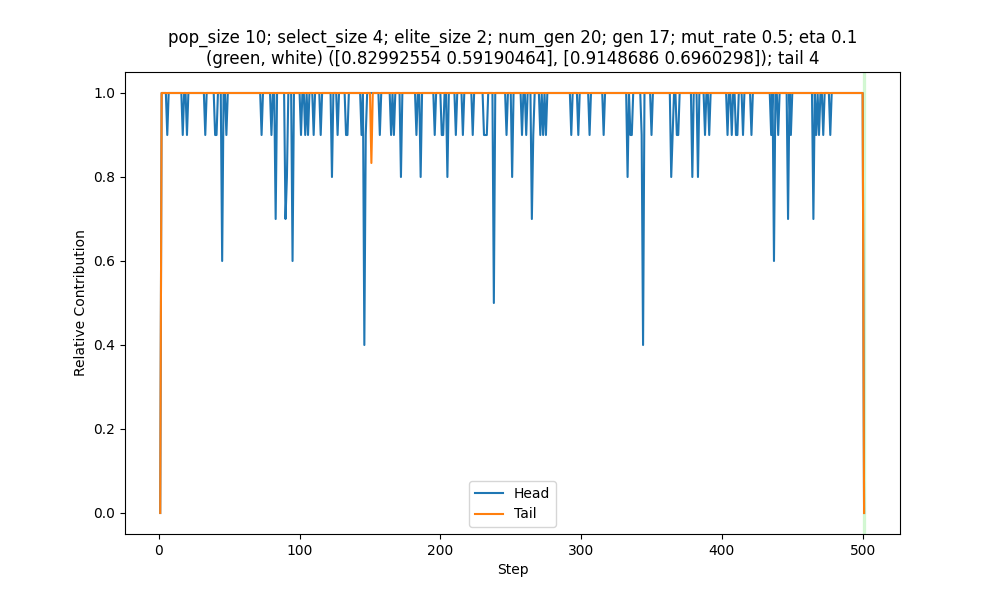 pop_size 10; select_size 4; elite_size 2; num_gen 20; gen 17; mut_rate 0.5; eta 0.1
(green, white) ([0.82992554 0.59190464], [0.9148686 0.6960298]); tail 4
1.0
0.8
0.6
0.4
0.2
0.0
Relative Contribution
Head
Tail
0
100
200
300
400
500
Step